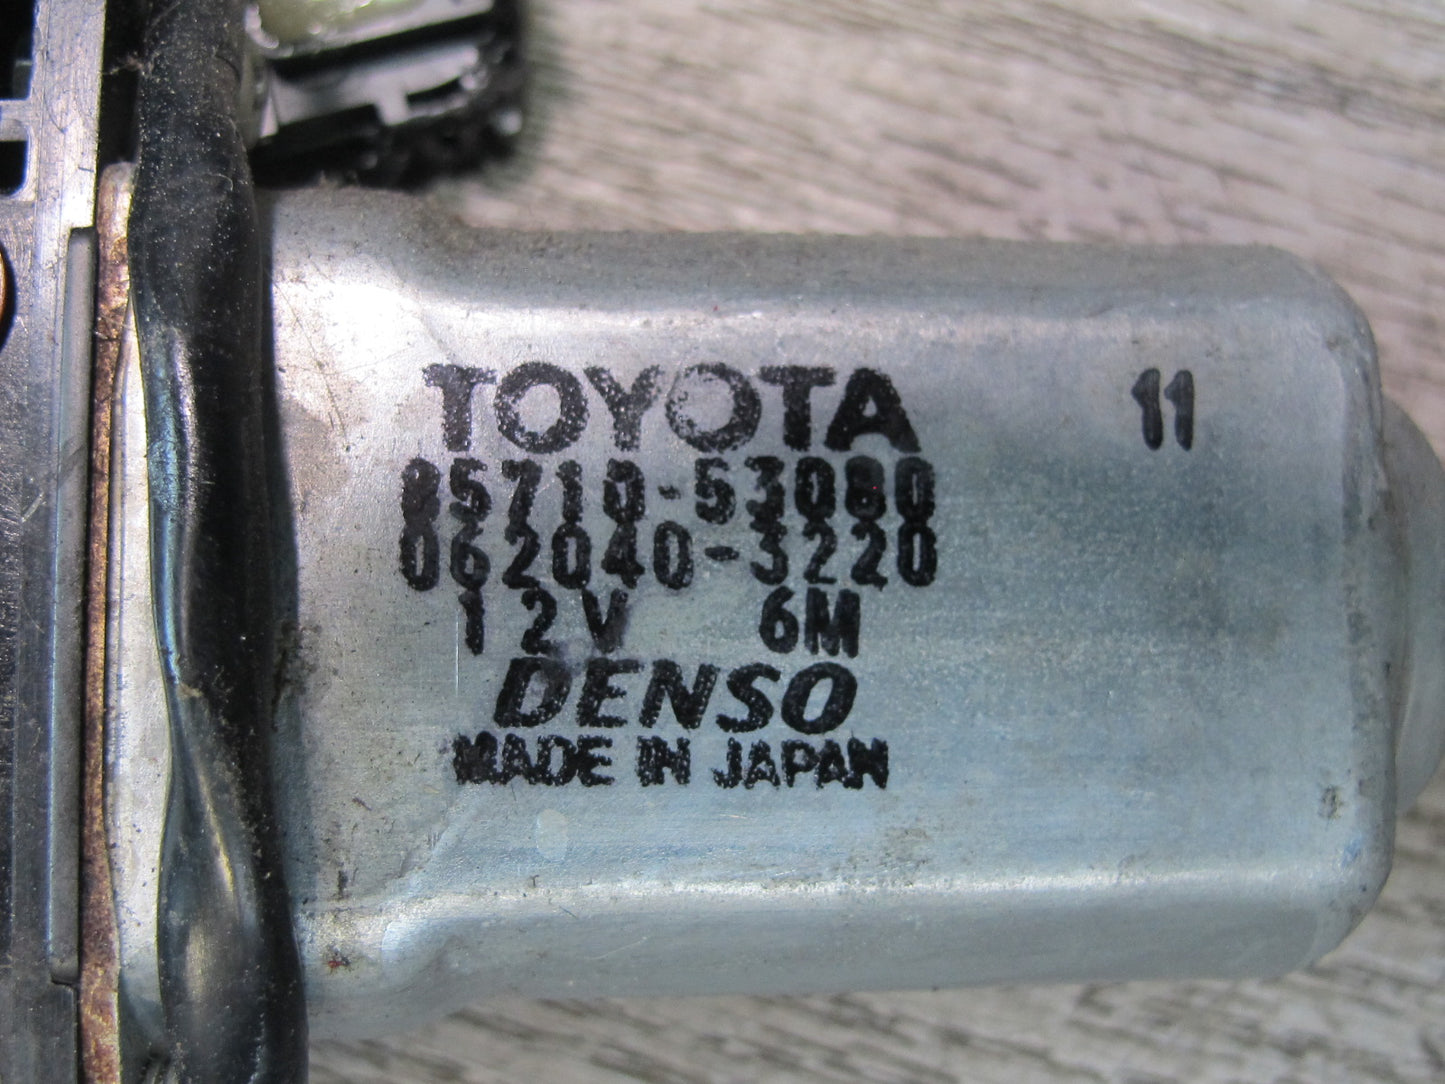 TOYOTA
11
85710-53080
062040-3220
12V 6M
DENSO
MADE IN JAPAN